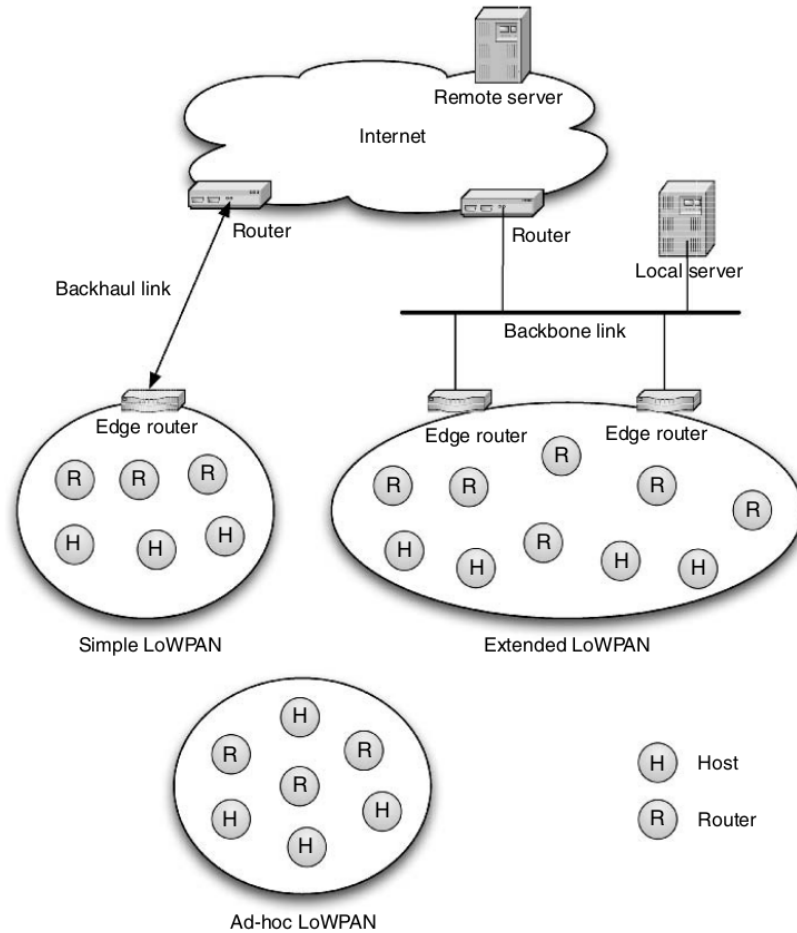 Remote server
Internet
Router
Router
Local server
Backhaul link
Backbone link
Edge router
Edge router
Edge router
R
R
R
H
H
H
R
R
R
R
R
H
H
R
H
H
Simple LoWPAN
Extended LoWPAN
H
R
R
R
H
H
H
H Host
R Router
Ad-hoc LoWPAN